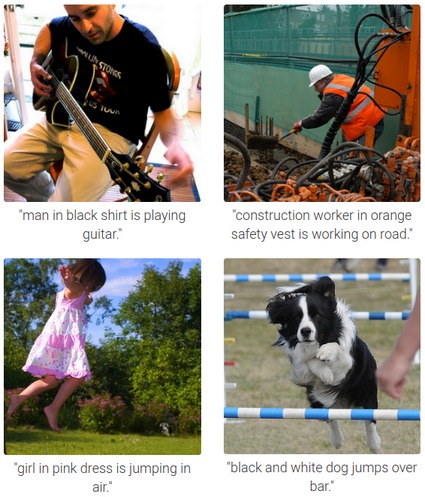 "man in black shirt is playing
guitar."
"construction worker in orange
safety vest is working on road."
"girl in pink dress is jumping in
air."
"black and white dog jumps over
bar."